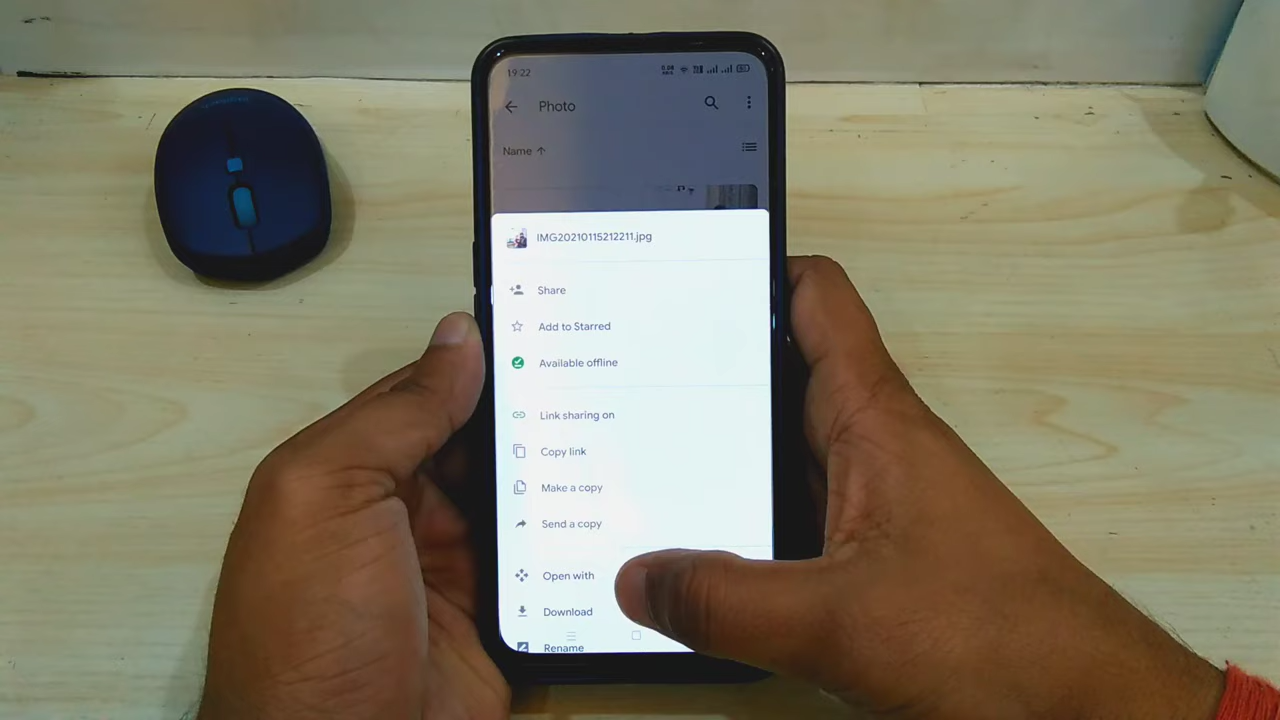 19:22
Photo
Name
IMG20210115212211.jpg
Share
Add to Starred
Available offline
Link sharing on
Copy link
Make a copy
Send a copy
Open with
Download
Rename